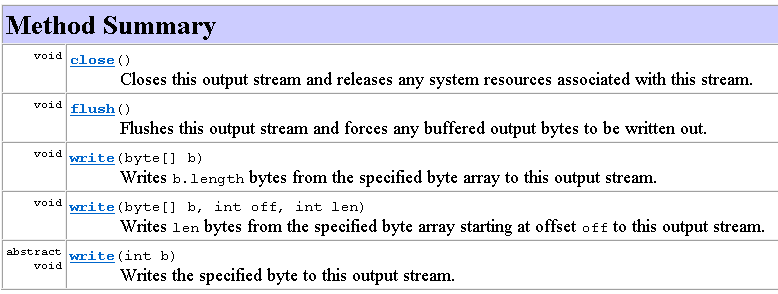 Method Summary
void close()
Closes this output stream and releases any system resources associated with this stream.
void flush()
Flushes this output stream and forces any buffered output bytes to be written out.
void write(byte[] b)
Writes b.length bytes from the specified byte array to this output stream.
void write(byte[] b, int off, int len)
Writes len bytes from the specified byte array starting at offset off to this output stream.
abstract write(int b)
void
Writes the specified byte to this output stream.